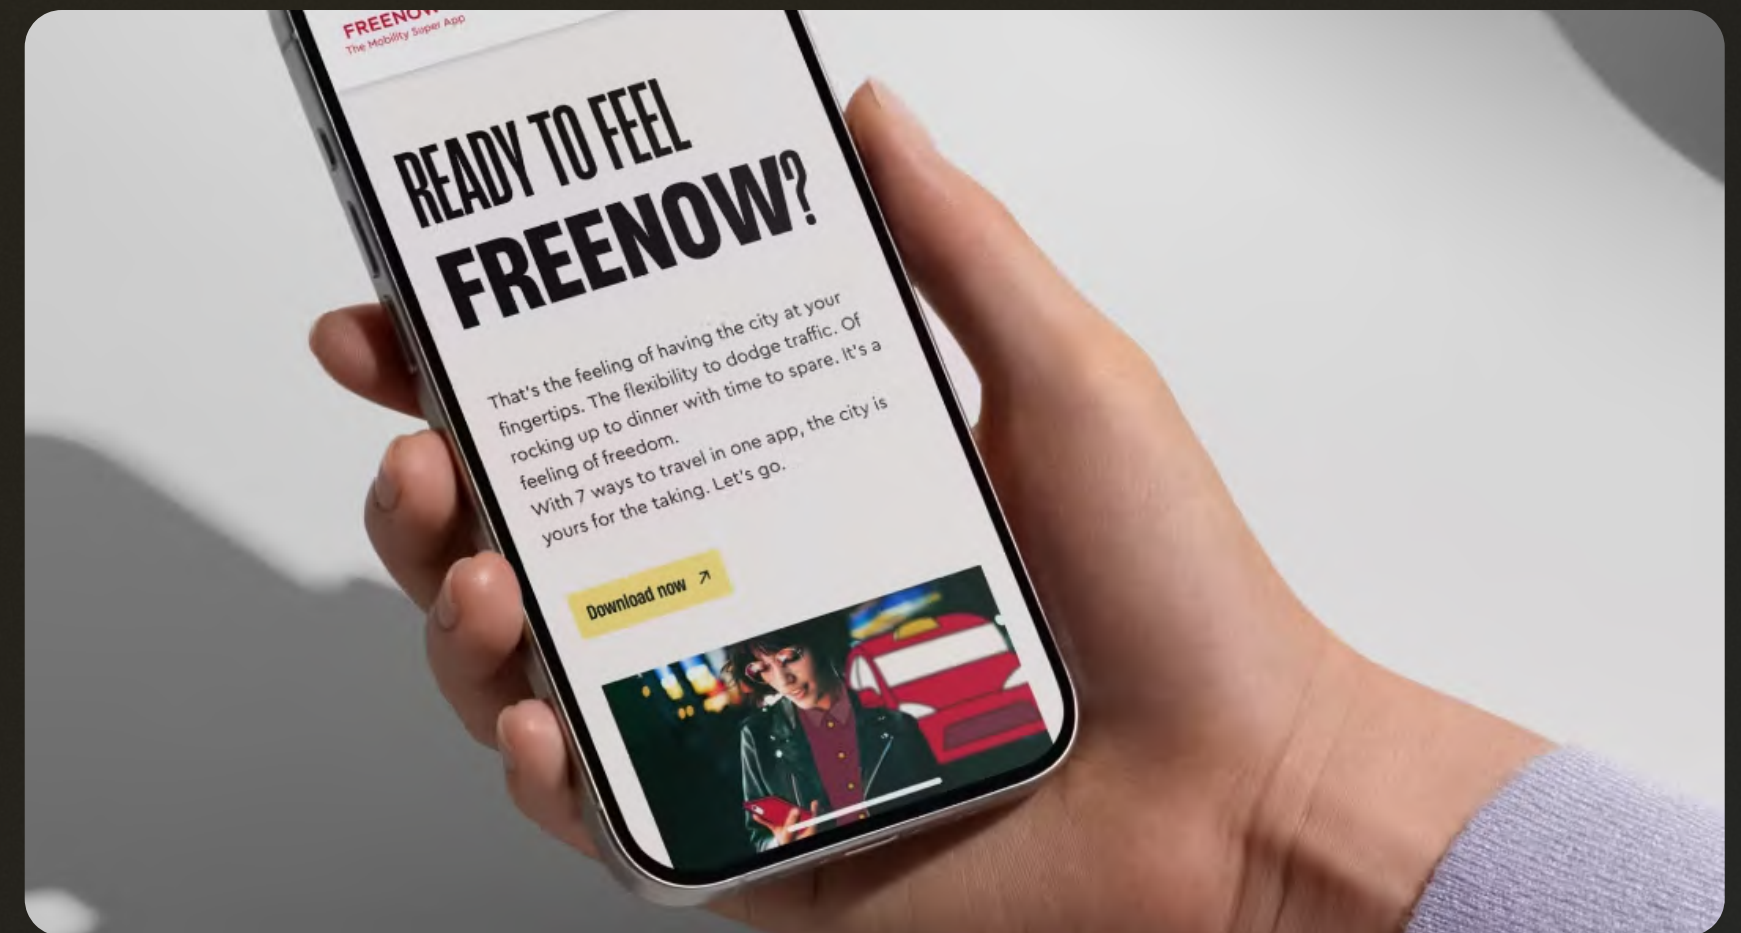 FREENOW
The Mobility Super App
READY TO FEEL
FREENOW?
That's the feeling of having the city at your
fingertips. The flexibility to dodge traffic. Of
rocking up to dinner with time to spare. It's a
feeling of freedom.
With 7 ways to travel in one app, the city is
yours for the taking. Let's go.
Download now